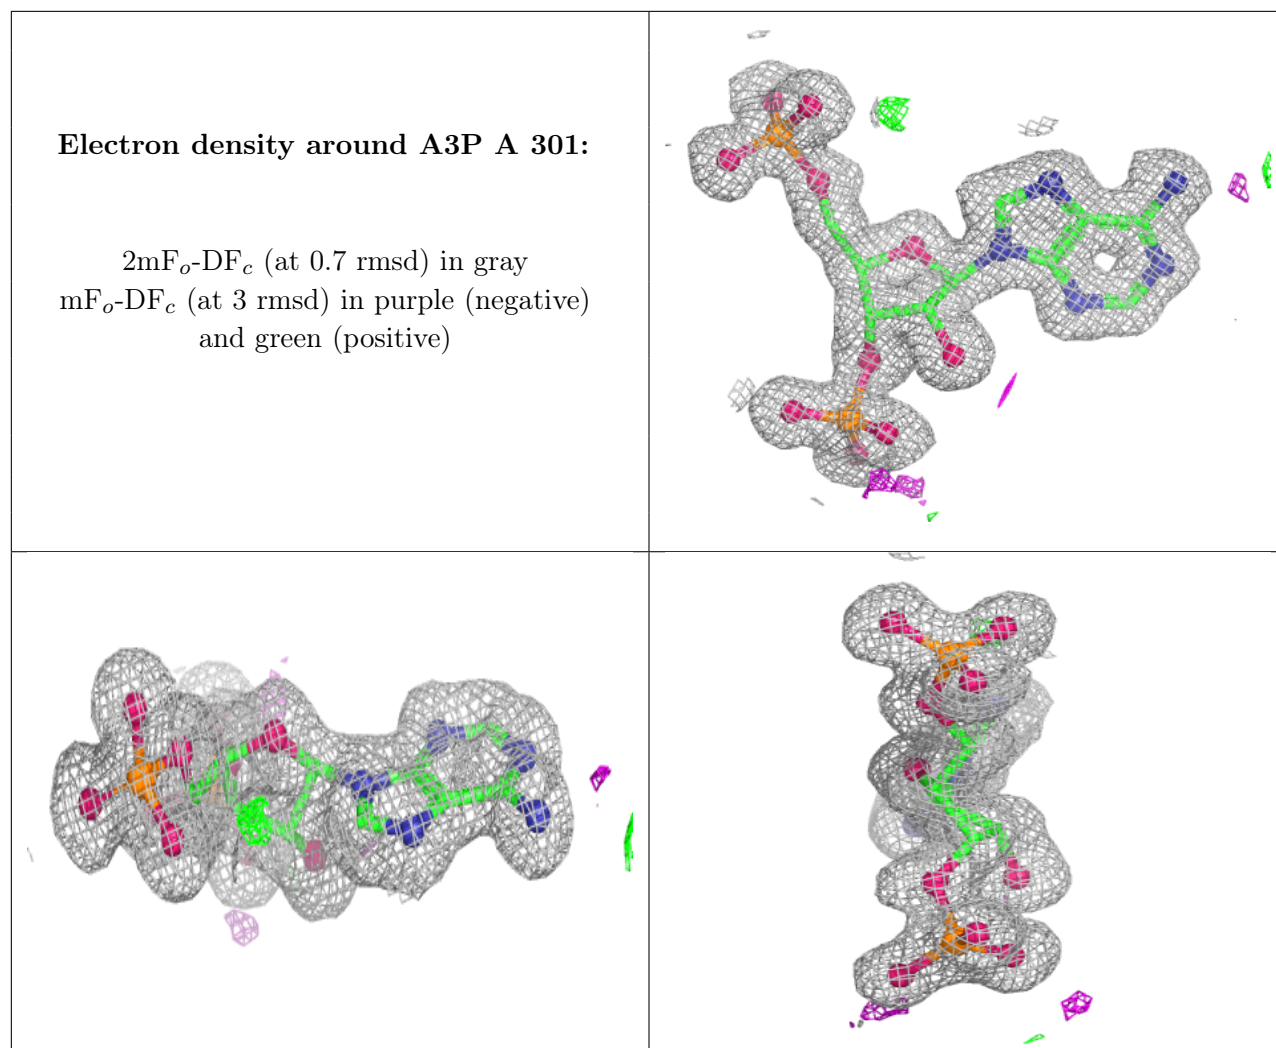 Electron density around A3P A 301:
2mFo-DFc (at 0.7 rmsd) in gray
mFo-DFc (at 3 rmsd) in purple (negative)
and green (positive)